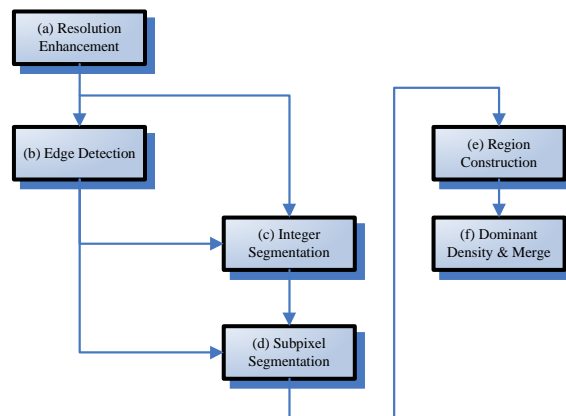 (a) Resolution
Enhancement
(b) Edge Detection
(c) Integer
Segmentation
(d) Subpixel
Segmentation
(e) Region
Construction
(f) Dominant
Density & Merge